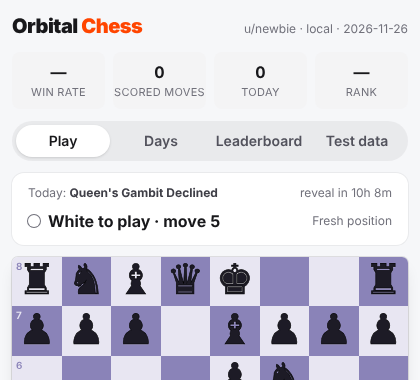 Orbital Chess
u/newbie · local · 2026-11-26
— 0 0 —
WIN RATE SCORED MOVES TODAY RANK
Play Days Leaderboard Test data
Today: Queen's Gambit Declined reveal in 10h 8m
White to play · move 5 Fresh position
8
7
6